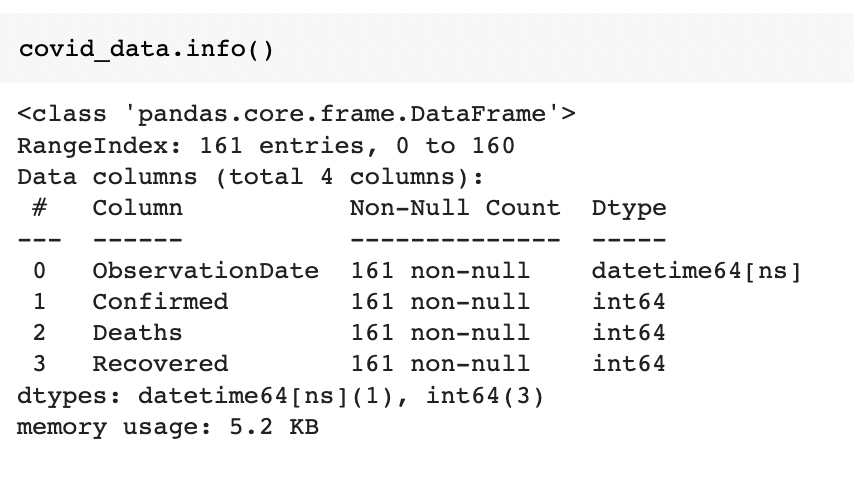 covid_data.info()
<class 'pandas.core.frame.DataFrame'>
RangeIndex: 161 entries, 0 to 160
Data columns (total 4 columns):
 #   Column           Non-Null Count  Dtype
---  ------           --------------  -----
 0   ObservationDate  161 non-null    datetime64[ns]
 1   Confirmed        161 non-null    int64
 2   Deaths           161 non-null    int64
 3   Recovered        161 non-null    int64
dtypes: datetime64[ns](1), int64(3)
memory usage: 5.2 KB